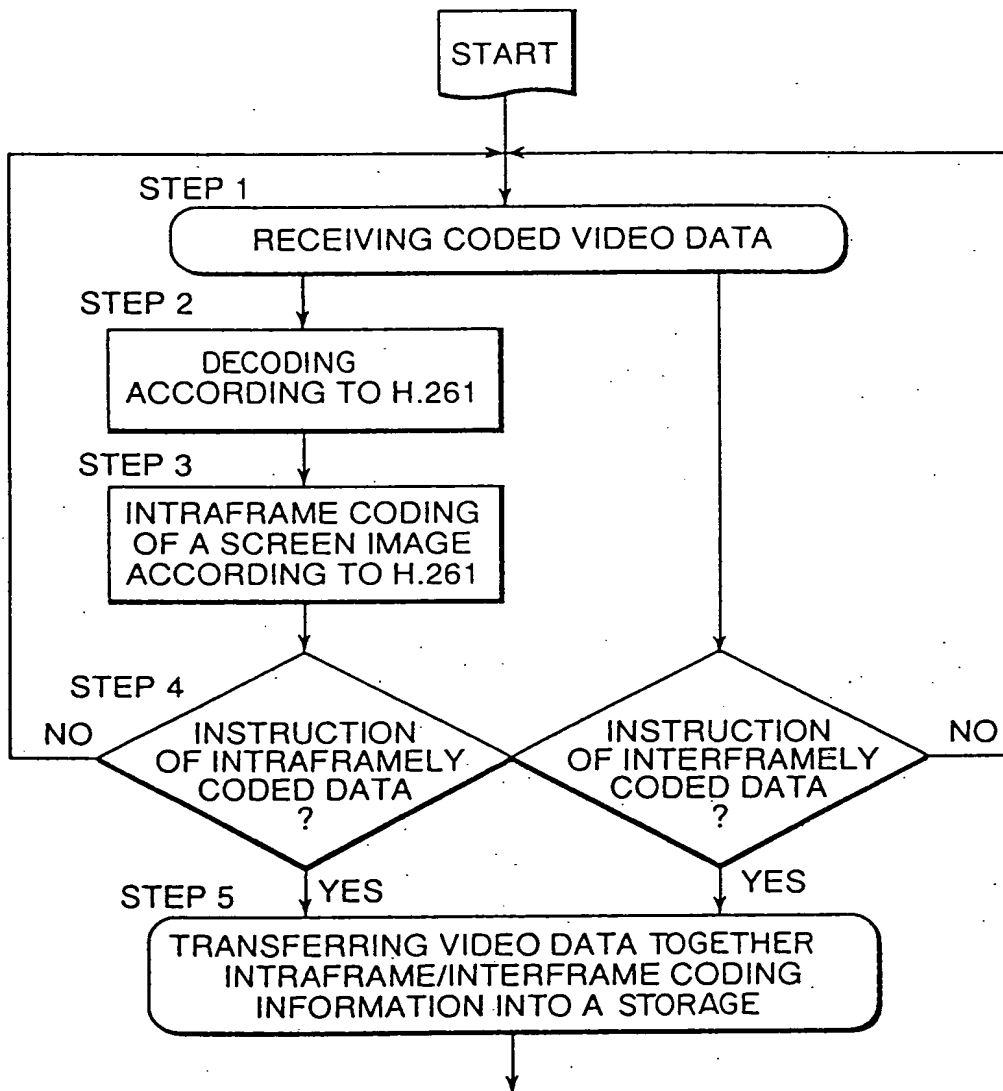 START
STEP 1
RECEIVING CODED VIDEO DATA
STEP 2
DECODING
ACCORDING TO H.261
STEP 3
INTRAFRAME CODING
OF A SCREEN IMAGE
ACCORDING TO H.261
STEP 4
NO
INSTRUCTION
OF INTRAFRAMELY
CODED DATA
?
INSTRUCTION
OF INTERFRAMELY
CODED DATA
?
NO
YES
YES
STEP 5
TRANSFERRING VIDEO DATA TOGETHER
INTRAFRAME/INTERFRAME CODING
INFORMATION INTO A STORAGE